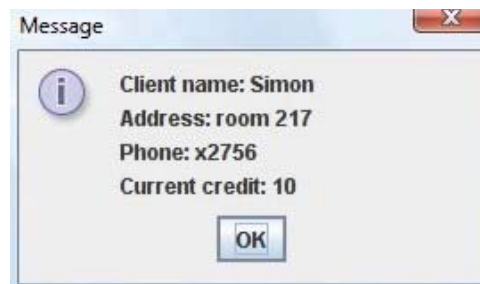 Message
Client name: Simon
Address: room 217
Phone: x2756
Current credit: 10
OK